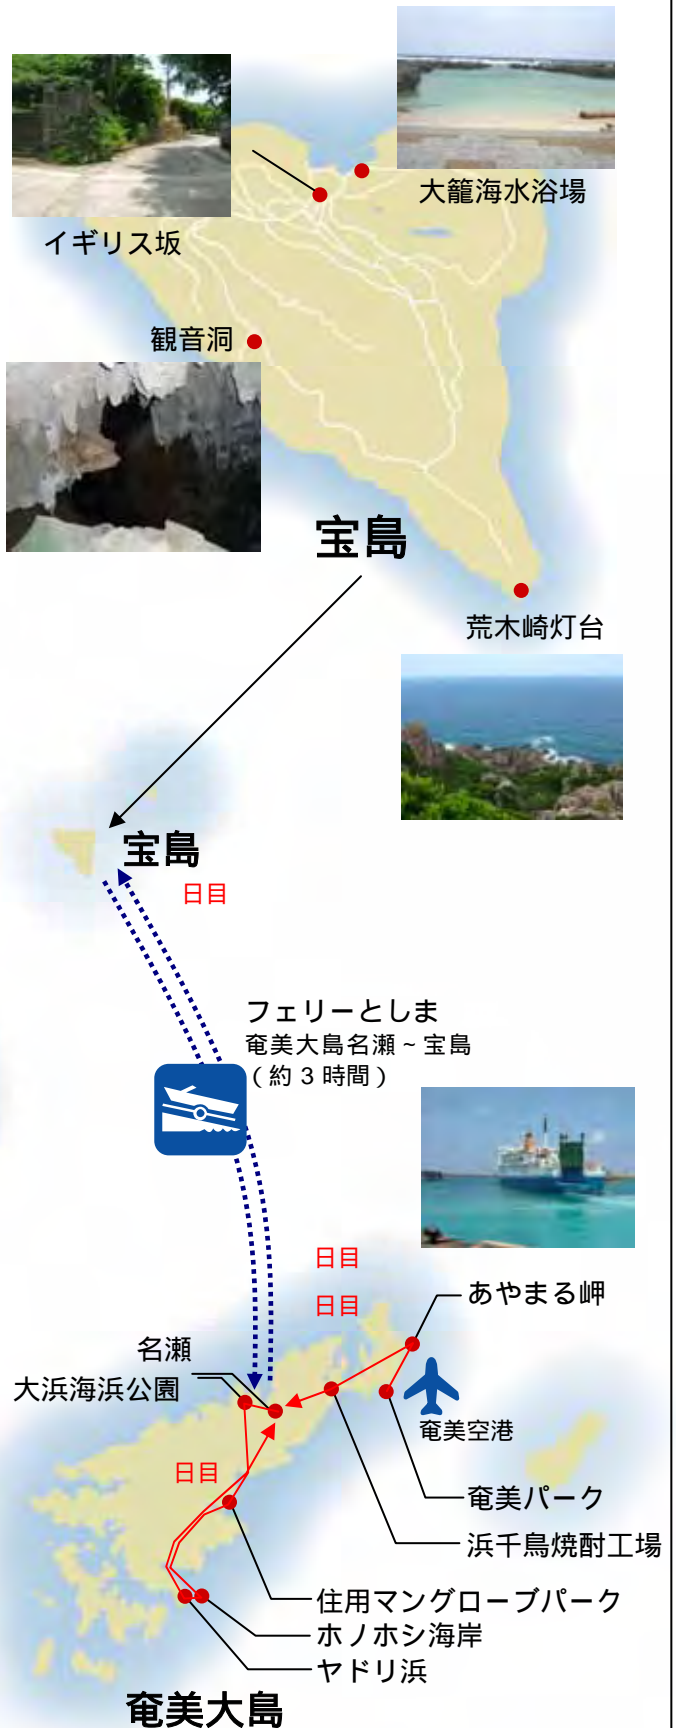 大籠海水浴場
イギリス坂
観音洞
宝島
荒木崎灯台
宝島
日目
フェリーとしま
奄美大島名瀬~宝島
(約3時間)
日目
日目
あやまる岬
名瀬
大浜海浜公園
奄美空港
日目
奄美パーク
浜千鳥焼酎工場
住用マングローブパーク
ホノホシ海岸
ヤドリ浜
奄美大島